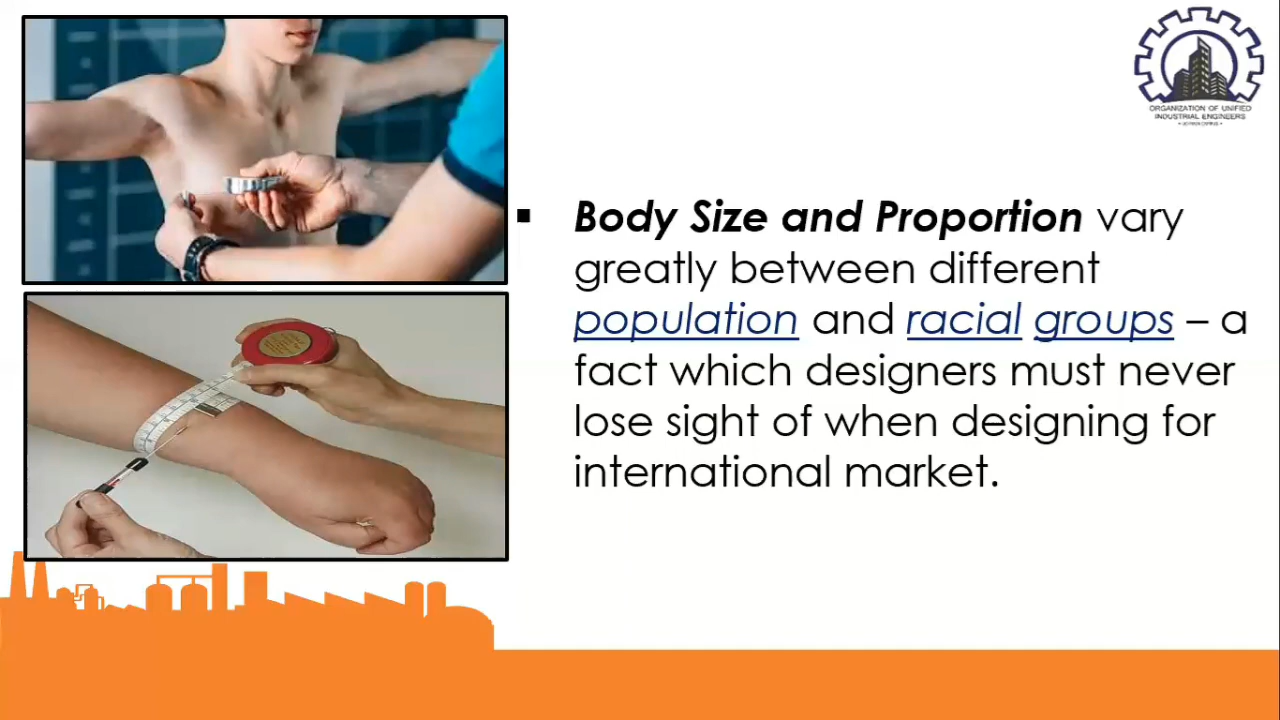 ORGANIZATION OF UNIFIED
INDUSTRIAL ENGINEERS
▪ Body Size and Proportion vary
greatly between different
population and racial groups – a
fact which designers must never
lose sight of when designing for
international market.